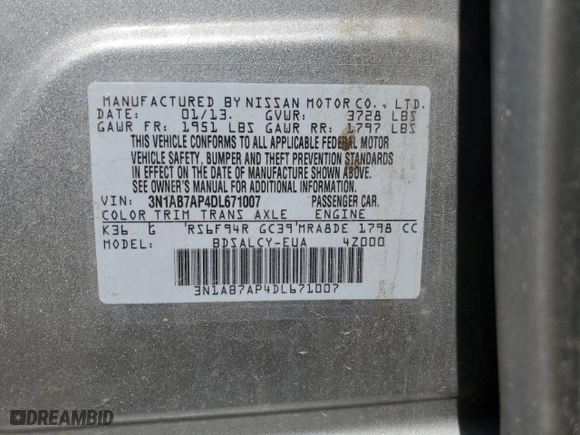 MANUFACTURED BY NISSAN MOTOR CO., LTD.
DATE: 01/13. GVWR: 3728 LBS
GAWR FR: 1951 LBS GAWR RR: 1797 LBS
THIS VEHICLE CONFORMS TO ALL APPLICABLE FEDERAL MOTOR
VEHICLE SAFETY, BUMPER AND THEFT PREVENTION STANDARDS
IN EFFECT ON THE DATE OF MANUFACTURE SHOWN ABOVE.
SEE OWNER'S MANUAL FOR ADDITIONAL INFORMATION.
VIN: 3N1AB7AP4DL671007 PASSENGER CAR.
COLOR TRIM TRANS AXLE ENGINE
K36 G RS6F94R GC39 MRA8DE 1798 CC
MODEL: BDSALCY-EUA 4Z000
3N1AB7AP4DL671007
DREAMBID